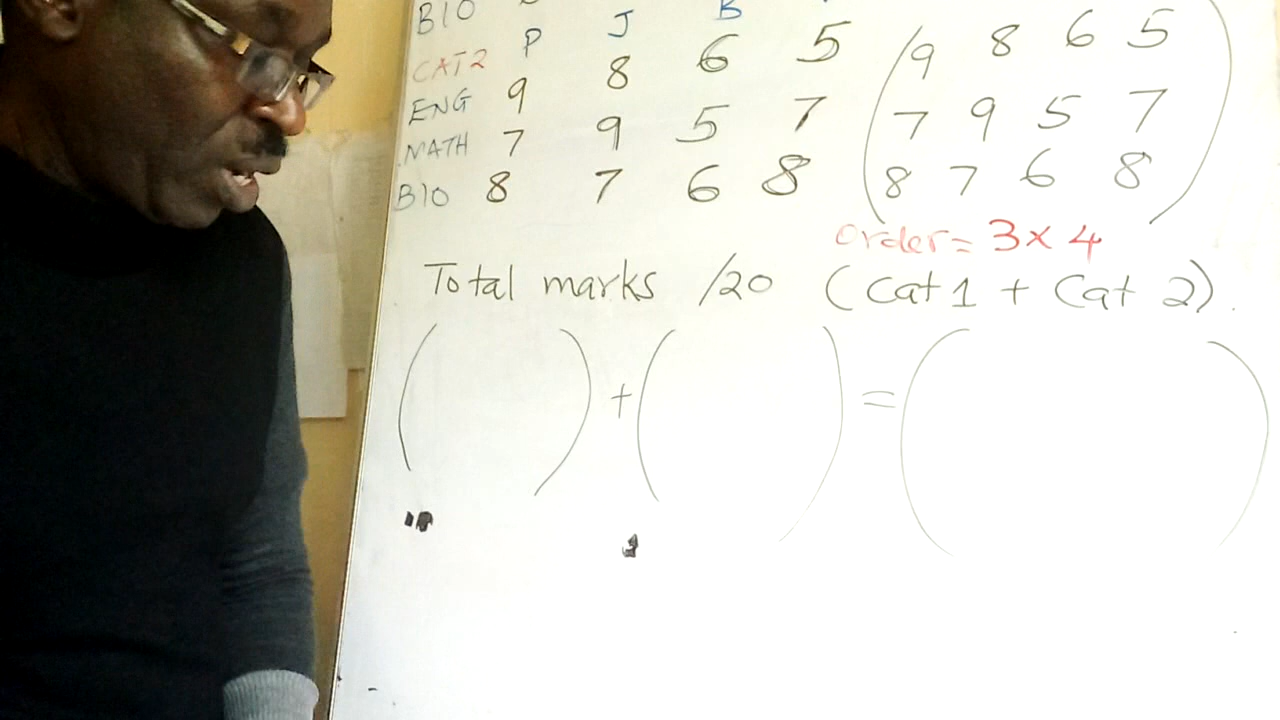 BIO
CAT2 P J B
ENG 9 8 6 5 (9 8 6 5
MATH 7 9 5 7 7 9 5 7
BIO 8 7 6 8 8 7 6 8)
Order= 3x4
Total marks /20 (Cat 1 + Cat 2).
( ) + ( ) = ( )